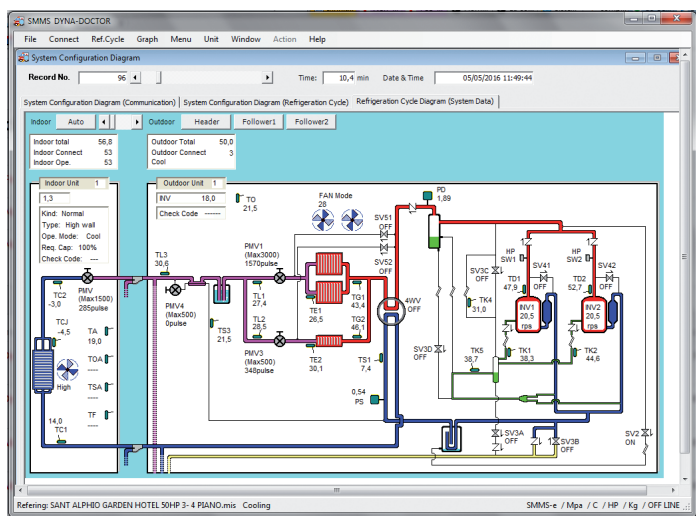 SMMS DYNA-DOCTOR
File Connect Ref.Cycle Graph Menu Unit Window Action Help
System Configuration Diagram
Record No. 96 Time: 10,4 min Date & Time 05/05/2016 11:49:44
System Configuration Diagram (Communication) System Configuration Diagram (Refrigeration Cycle) Refrigeration Cycle Diagram (System Data)
Indoor Auto Outdoor Header Follower1 Follower2
Indoor total 56,8
Indoor Connect 53
Indoor Ope. 53
Outdoor Total 50,0
Outdoor Connect 3
Cool
Indoor Unit 1
1,3
Kind: Normal
Type: High wall
Ope. Mode: Cool
Req. Cap: 100%
Check Code: ---
Outdoor Unit 1
INV 18,0
Check Code ------
TO
21,5
FAN Mode
28
PD
1,89
SV51
OFF
SV52
OFF
PMV1
(Max3000)
1570pulse
TL3
30,6
TC2
-3,0
PMV
(Max1500)
285pulse
PMV4
(Max500)
0pulse
TL1
27,4
TE1
26,5
TG1
43,4
4WV
OFF
TCJ
-4,5
TA
19,0
TOA
----
TSA
----
TF
----
High
14,0
TC1
TS3
21,5
TL2
28,5
PMV3
(Max500)
348pulse
TE2
30,1
TG2
46,1
TS1
7,4
0,54
PS
HP
SW1
HP
SW2
SV41
OFF
SV42
OFF
SV3C
OFF
TD1
47,9
TD2
52,7
TK4
31,0
INV1
20,5
rps
INV2
20,5
rps
SV3D
OFF
TK5
38,7
TK1
38,3
TK2
44,6
SV3A
OFF
SV3B
OFF
SV2
ON
Refering: SANT ALPHIO GARDEN HOTEL 50HP 3- 4 PIANO.mis Cooling SMMS-e / Mpa / C / HP / Kg / OFF LINE